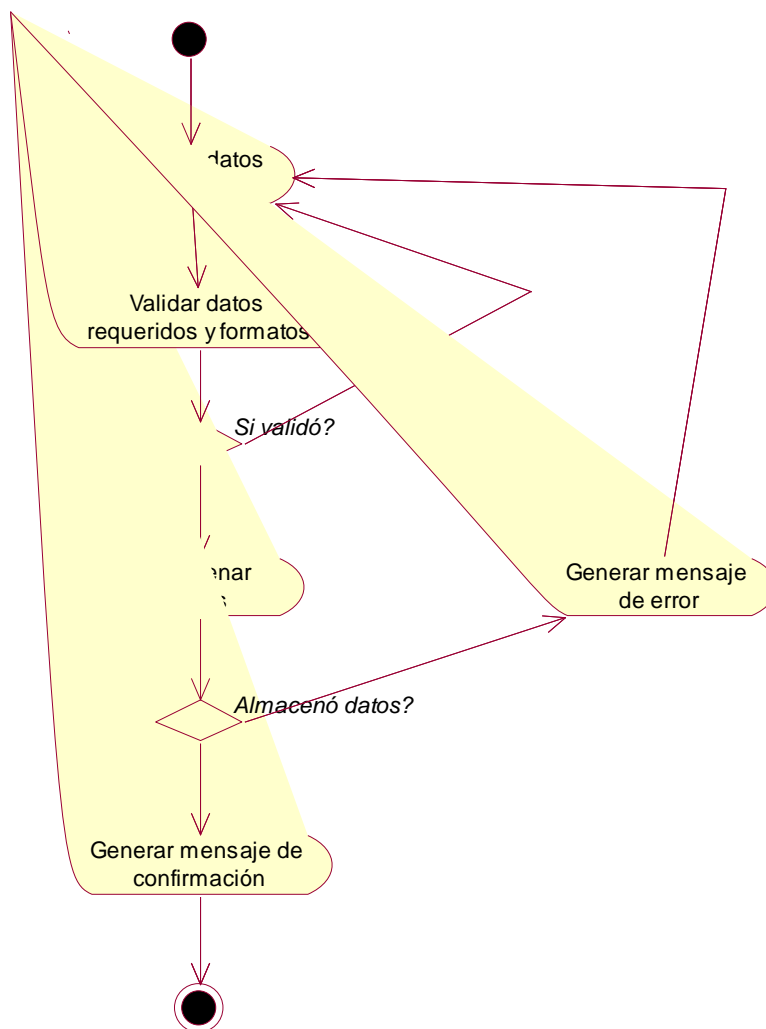 datos
Validar datos
requeridos y formatos
Si validó?
Generar mensaje
de error
Almacenó datos?
Generar mensaje de
confirmación